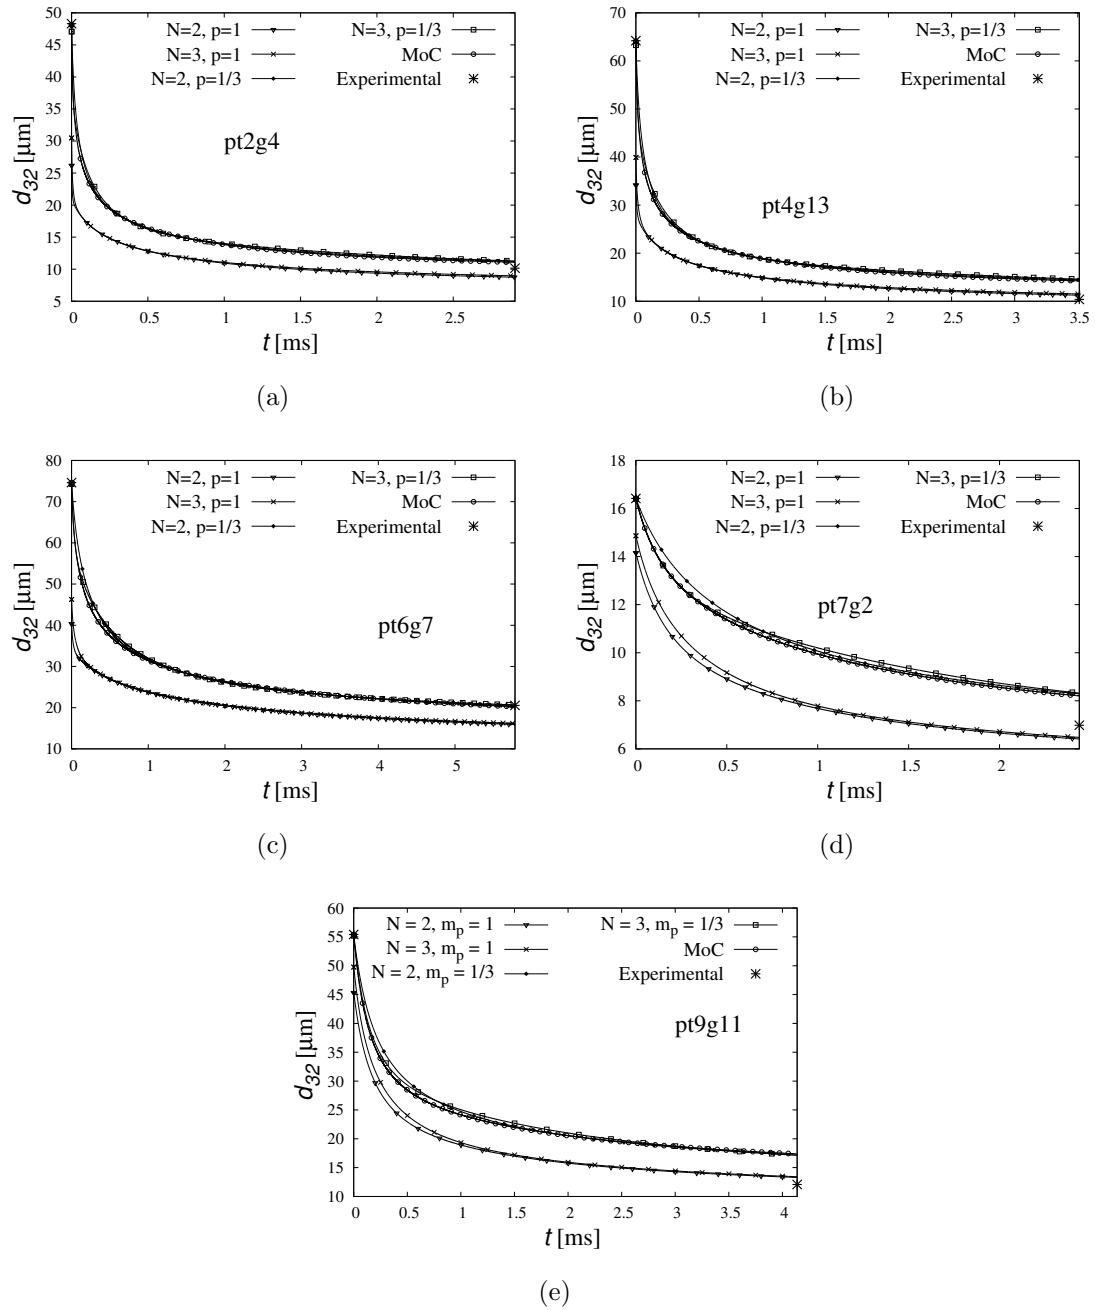 50
45
40
35
30
25
20
15
10
5
0
0.5
1
1.5
2
2.5
d32 [µm]
t [ms]
N=2, p=1
N=3, p=1
N=2, p=1/3
N=3, p=1/3
MoC
Experimental
pt2g4
(a)
70
60
50
40
30
20
10
0
0.5
1
1.5
2
2.5
3
3.5
d32 [µm]
t [ms]
N=2, p=1
N=3, p=1
N=2, p=1/3
N=3, p=1/3
MoC
Experimental
pt4g13
(b)
80
70
60
50
40
30
20
10
0
1
2
3
4
5
d32 [µm]
t [ms]
N=2, p=1
N=3, p=1
N=2, p=1/3
N=3, p=1/3
MoC
Experimental
pt6g7
(c)
18
16
14
12
10
8
6
0
0.5
1
1.5
2
d32 [µm]
t [ms]
N=2, p=1
N=3, p=1
N=2, p=1/3
N=3, p=1/3
MoC
Experimental
pt7g2
(d)
60
55
50
45
40
35
30
25
20
15
10
0
0.5
1
1.5
2
2.5
3
3.5
4
d32 [µm]
t [ms]
N = 2, mp = 1
N = 3, mp = 1
N = 2, mp = 1/3
N = 3, mp = 1/3
MoC
Experimental
pt9g11
(e)